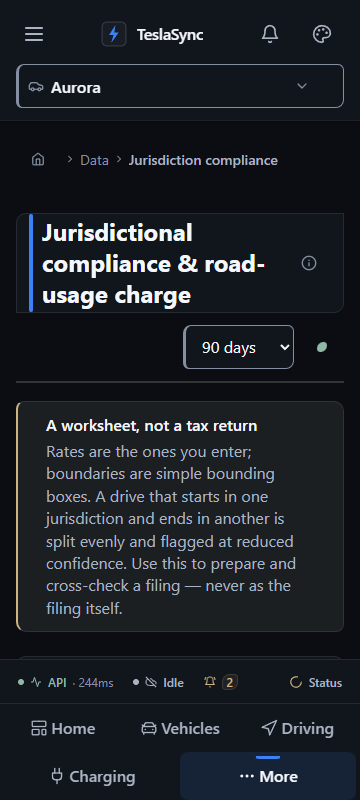 TeslaSync
Aurora
Data
Jurisdiction compliance
Jurisdictional
compliance & road-
usage charge
90 days
A worksheet, not a tax return
Rates are the ones you enter;
boundaries are simple bounding
boxes. A drive that starts in one
jurisdiction and ends in another is
split evenly and flagged at reduced
confidence. Use this to prepare and
cross-check a filing — never as the
filing itself.
API · 244ms
Idle
2
Status
Home
Vehicles
Driving
Charging
More